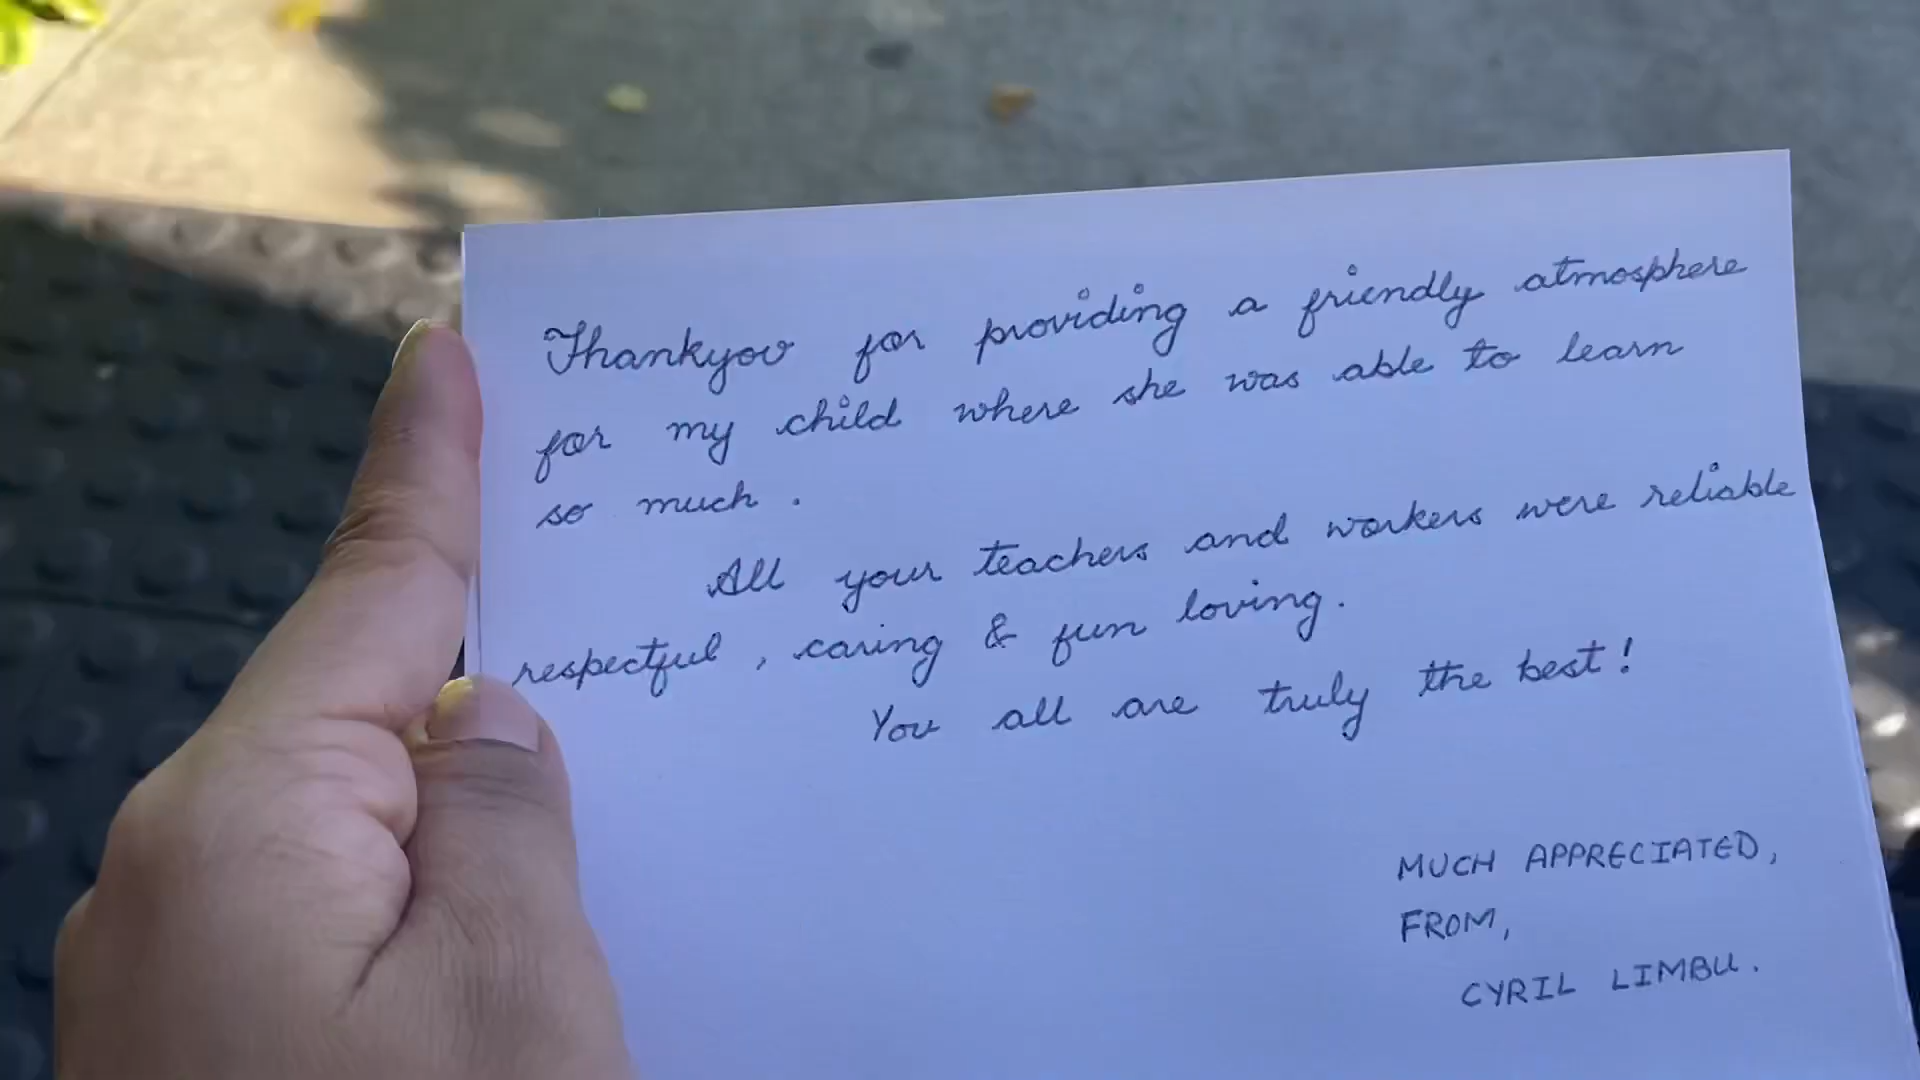 Thankyou for providing a friendly atmosphere
for my child where she was able to learn
so much.
All your teachers and workers were reliable
respectful, caring & fun loving.
You all are truly the best!
MUCH APPRECIATED,
FROM,
CYRIL LIMBU.